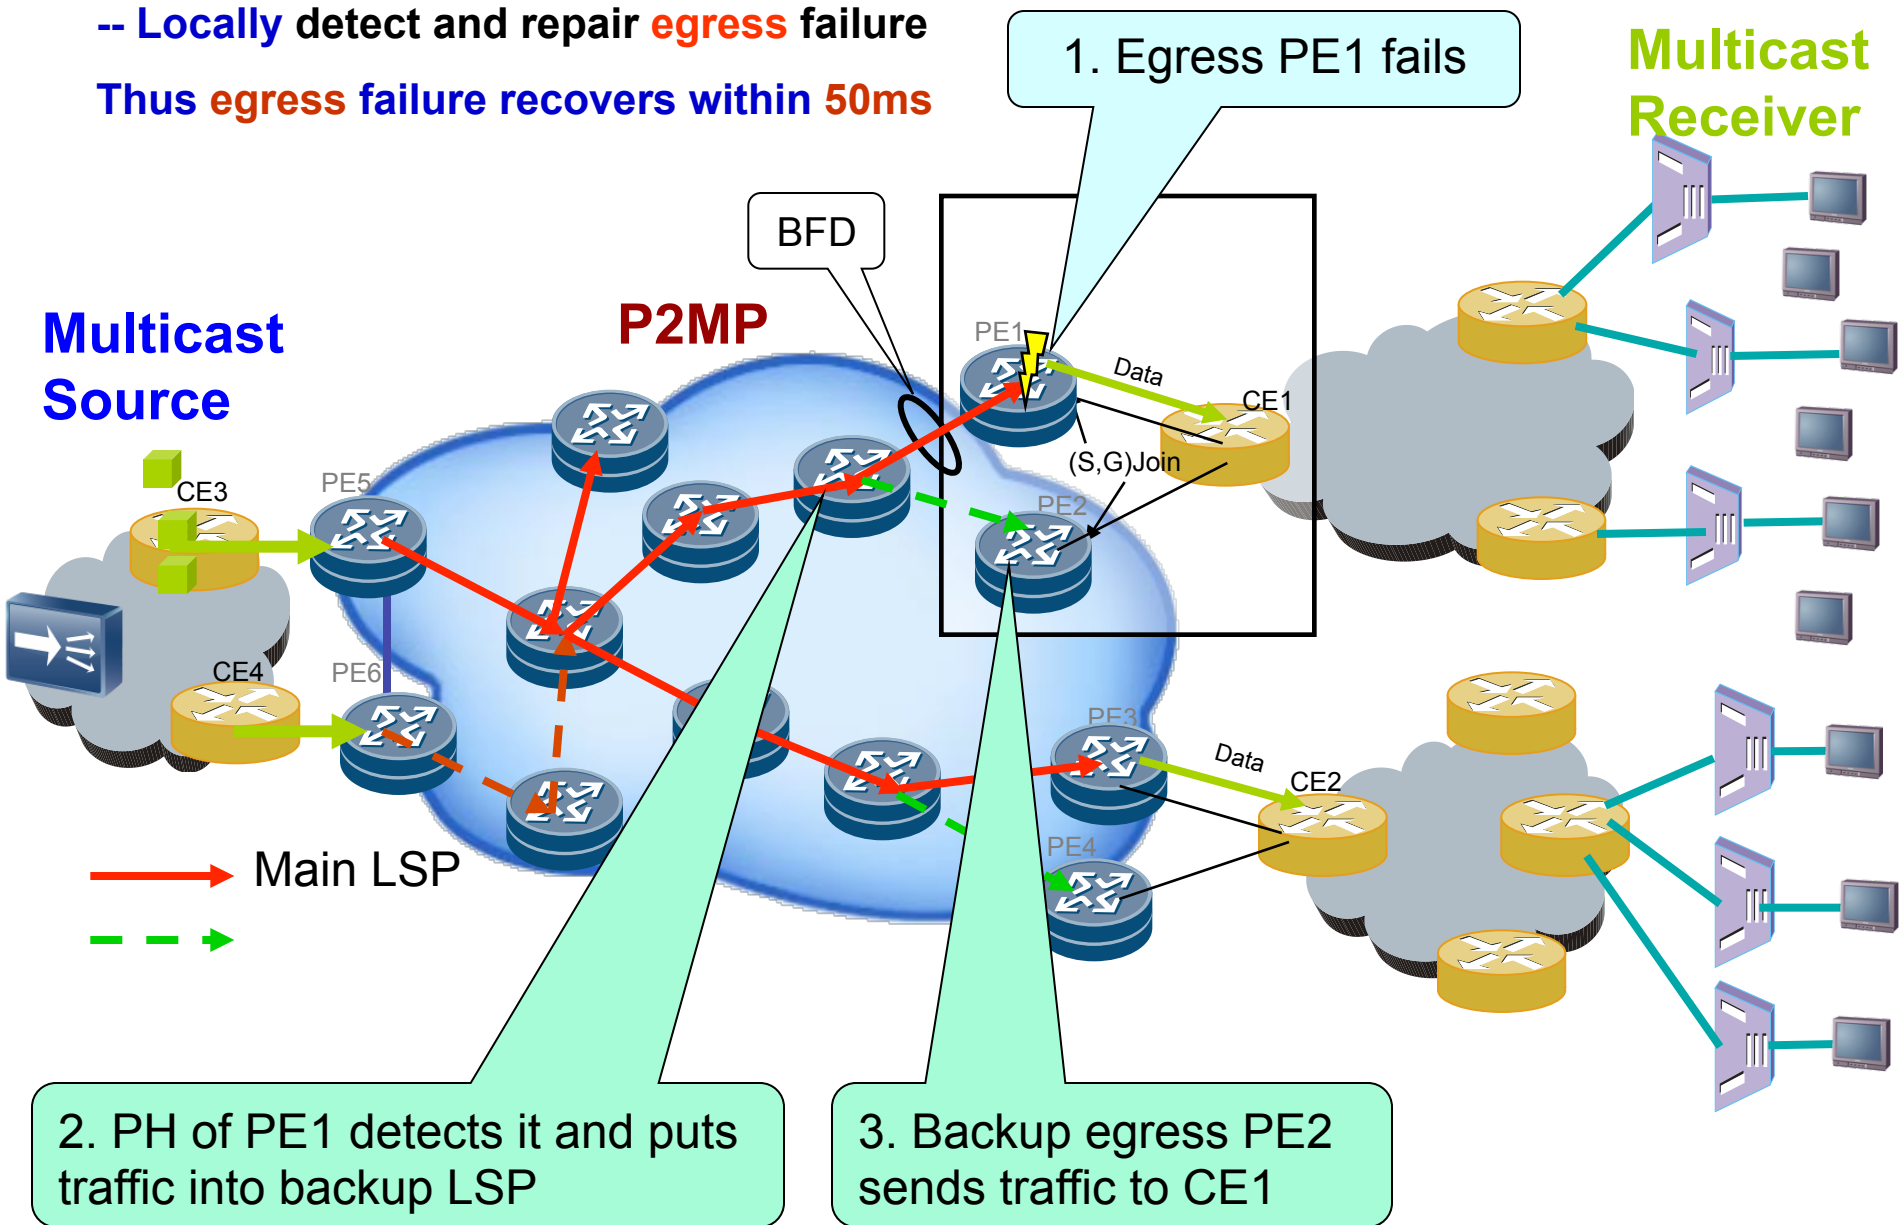 -- Locally detect and repair egress failure
Thus egress failure recovers within 50ms
1. Egress PE1 fails
Multicast
Receiver
BFD
P2MP
Multicast
Source
PE1
Data
CE1
(S,G)Join
PE2
CE3
PE5
CE4
PE6
PE3
Data
CE2
PE4
Main LSP
2. PH of PE1 detects it and puts
traffic into backup LSP
3. Backup egress PE2
sends traffic to CE1